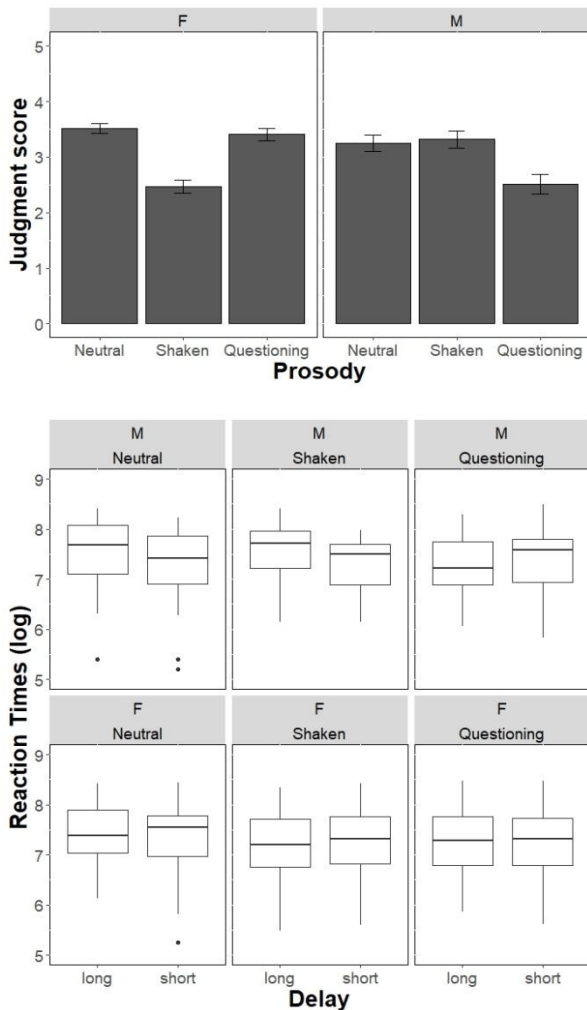 F M
5
4
3
2
1
0
Judgment score
Neutral Shaken Questioning Neutral Shaken Questioning
Prosody
M M M
Neutral Shaken Questioning
9
8
7
6
5
F F F
Neutral Shaken Questioning
9
8
7
6
5
Reaction Times (log)
long short long short long short
Delay